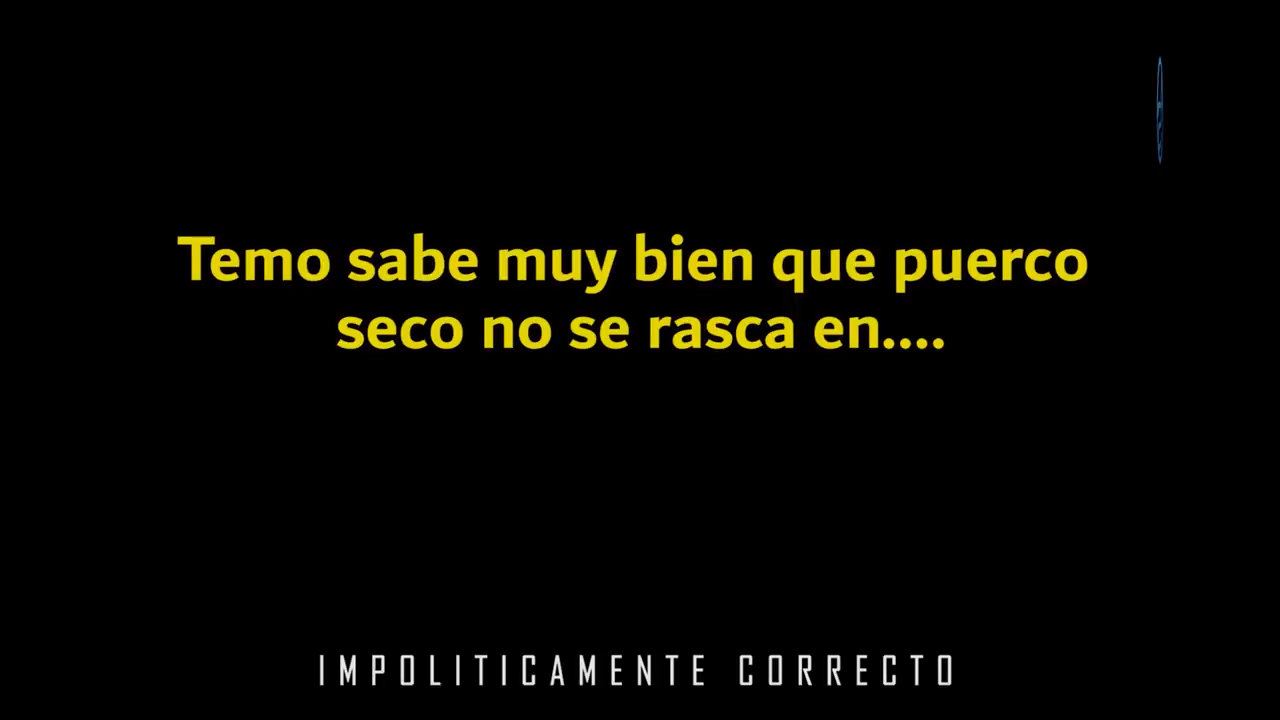 Temo sabe muy bien que puerco
seco no se rasca en....
IMPOLITICAMENTE CORRECTO